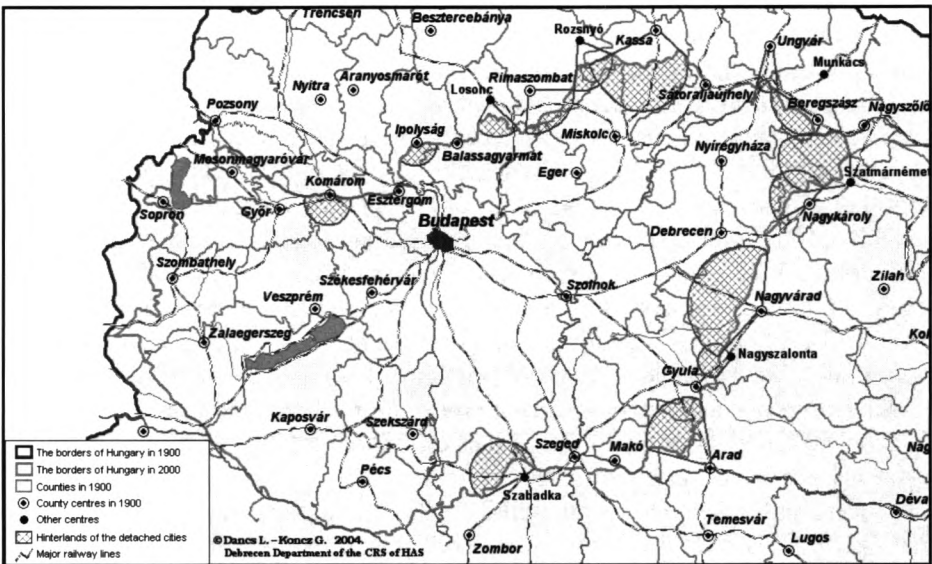 Trencsén
Besztercebánya
Rozsnyó
Kassa
Ungvár
Nyitra
Aranyosmarót
Rimaszombat
Munkács
Losonc
Sátoraljaújhely
Beregszász
Nagyszőlő
Pozsony
Ipolyság
Miskolc
Balassagyarmat
Nyíregyháza
Mosonmagyaróvár
Eger
Szatmárnémet
Komárom
Esztergom
Sopron
Győr
Nagykároly
Budapest
Debrecen
Szombathely
Székesfehérvár
Zilah
Veszprém
Szolnok
Nagyvárad
Zalaegerszeg
Kol
Nagyszalonta
Gyula
Kaposvár
Szekszárd
Szeged
Makó
Arad
Nag
Pécs
Szabadka
Déva
Temesvár
Zombor
Lugos
The borders of Hungary in 1900
The borders of Hungary in 2000
Counties in 1900
County centres in 1900
Other centres
Hinterlands of the detached cities
Major railway lines
©Dancs L. –Koncz G. 2004.
Debrecen Department of the CRS of HAS